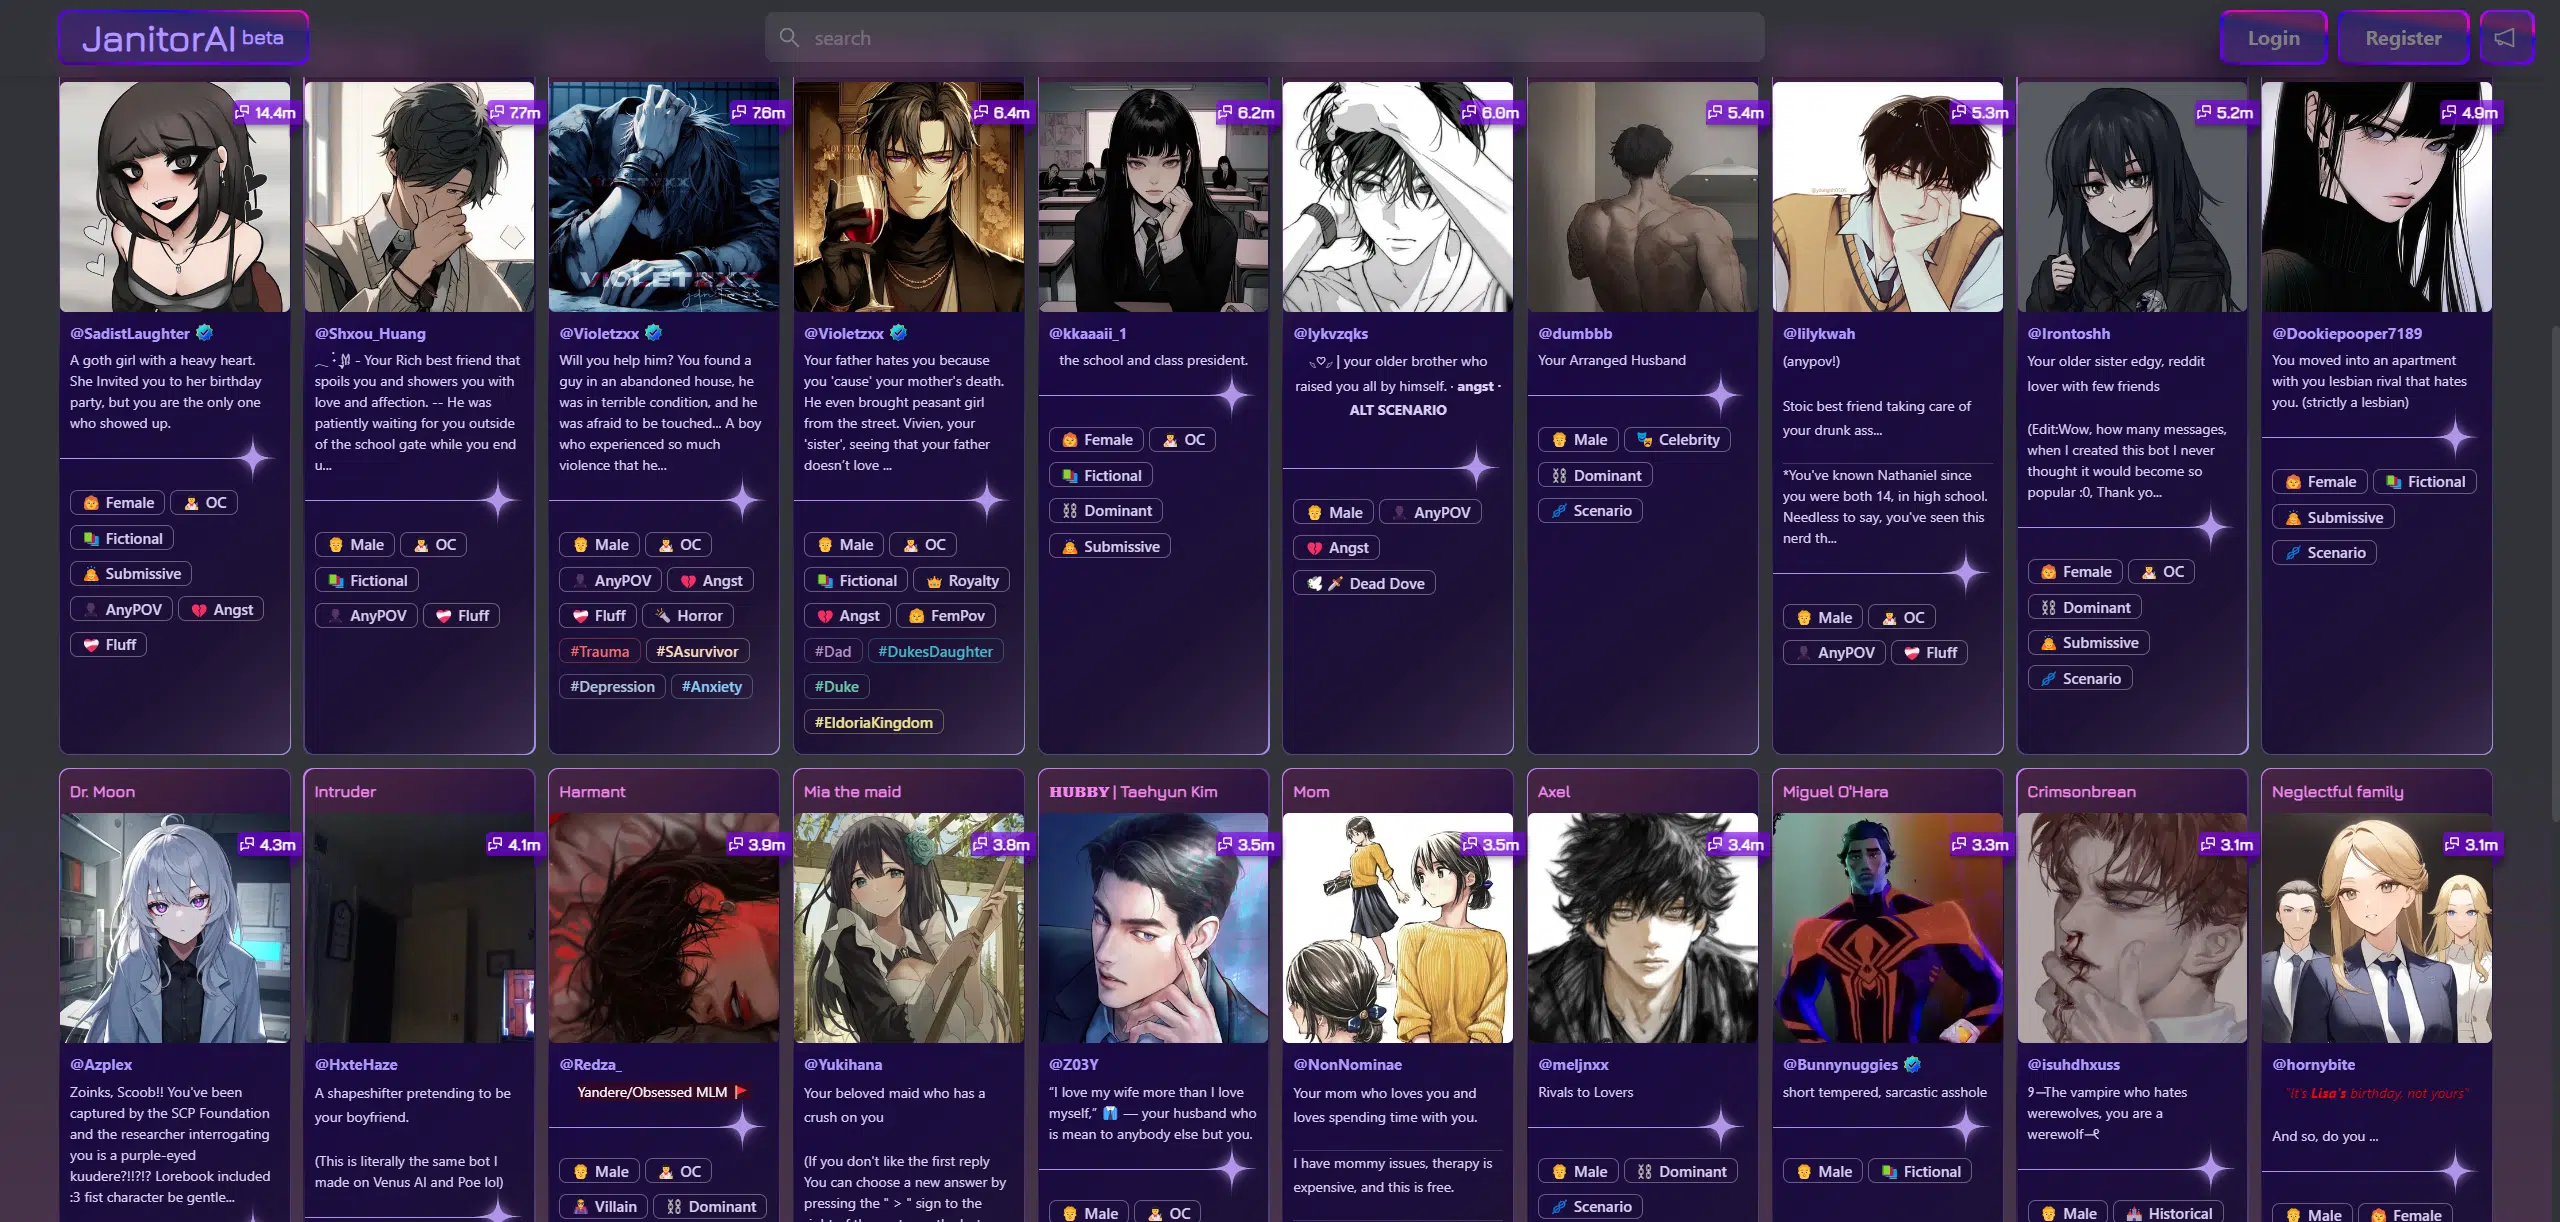 JanitorAI beta
search
Login
Register
14.4m
@SadistLaughter
A goth girl with a heavy heart.
She Invited you to her birthday
party, but you are the only one
who showed up.
Female
OC
Fictional
Submissive
AnyPOV
Angst
Fluff
7.7m
@Shxou_Huang
- Your Rich best friend that
spoils you and showers you with
love and affection. -- He was
patiently waiting for you outside
of the school gate while you end
u...
Male
OC
Fictional
AnyPOV
Fluff
7.6m
VIOLETZXX
@Violetzxx
Will you help him? You found a
guy in an abandoned house, he
was in terrible condition, and he
was afraid to be touched... A boy
who experienced so much
violence that he...
Male
OC
AnyPOV
Angst
Fluff
Horror
#Trauma
#SAsurvivor
#Depression
#Anxiety
6.4m
@Violetzxx
Your father hates you because
you 'cause' your mother's death.
He even brought peasant girl
from the street. Vivien, your
'sister', seeing that your father
doesn't love ...
Male
OC
Fictional
Royalty
Angst
FemPov
#Dad
#DukesDaughter
#Duke
#EldoriaKingdom
6.2m
@kkaaaii_1
the school and class president.
Female
OC
Fictional
Dominant
Submissive
6.0m
@lykvzqks
| your older brother who
raised you all by himself. · angst ·
ALT SCENARIO
Male
AnyPOV
Angst
Dead Dove
5.4m
@dumbbb
Your Arranged Husband
Male
Celebrity
Dominant
Scenario
5.3m
@lilykwah
(anypov!)
Stoic best friend taking care of
your drunk ass...
*You've known Nathaniel since
you were both 14, in high school.
Needless to say, you've seen this
nerd th...
Male
OC
AnyPOV
Fluff
5.2m
@Irontoshh
Your older sister edgy, reddit
lover with few friends
(Edit:Wow, how many messages,
when I created this bot I never
thought it would become so
popular :0, Thank yo...
Female
OC
Dominant
Submissive
Scenario
4.9m
@Dookiepooper7189
You moved into an apartment
with you lesbian rival that hates
you. (strictly a lesbian)
Female
Fictional
Submissive
Scenario
Dr. Moon
4.3m
@Azplex
Zoinks, Scoob!! You've been
captured by the SCP Foundation
and the researcher interrogating
you is a purple-eyed
kuudere?!!?!? Lorebook included
:3 fist character be gentle...
Intruder
4.1m
@HxteHaze
A shapeshifter pretending to be
your boyfriend.
(This is literally the same bot I
made on Venus AI and Poe lol)
Harmant
3.9m
@Redza_
Yandere/Obsessed MLM 🚩
Male
OC
Villain
Dominant
Mia the maid
3.8m
@Yukihana
Your beloved maid who has a
crush on you
(If you don't like the first reply
You can choose a new answer by
pressing the " > " sign to the
HUBBY | Taehyun Kim
3.5m
@Z03Y
“I love my wife more than I love
myself,” 👔 — your husband who
is mean to anybody else but you.
Male
OC
Mom
3.5m
@NonNominae
Your mom who loves you and
loves spending time with you.
I have mommy issues, therapy is
expensive, and this is free.
Axel
3.4m
@meljnxx
Rivals to Lovers
Male
Dominant
Scenario
Miguel O'Hara
3.3m
@Bunnynuggies
short tempered, sarcastic asshole
Male
Fictional
Crimsonbrean
3.1m
@isuhdhxuss
The vampire who hates
werewolves, you are a
werewolf
Male
Historical
Neglectful family
3.1m
@hornybite
"It's Lisa's birthday, not yours"
And so, do you ...
Male
Female